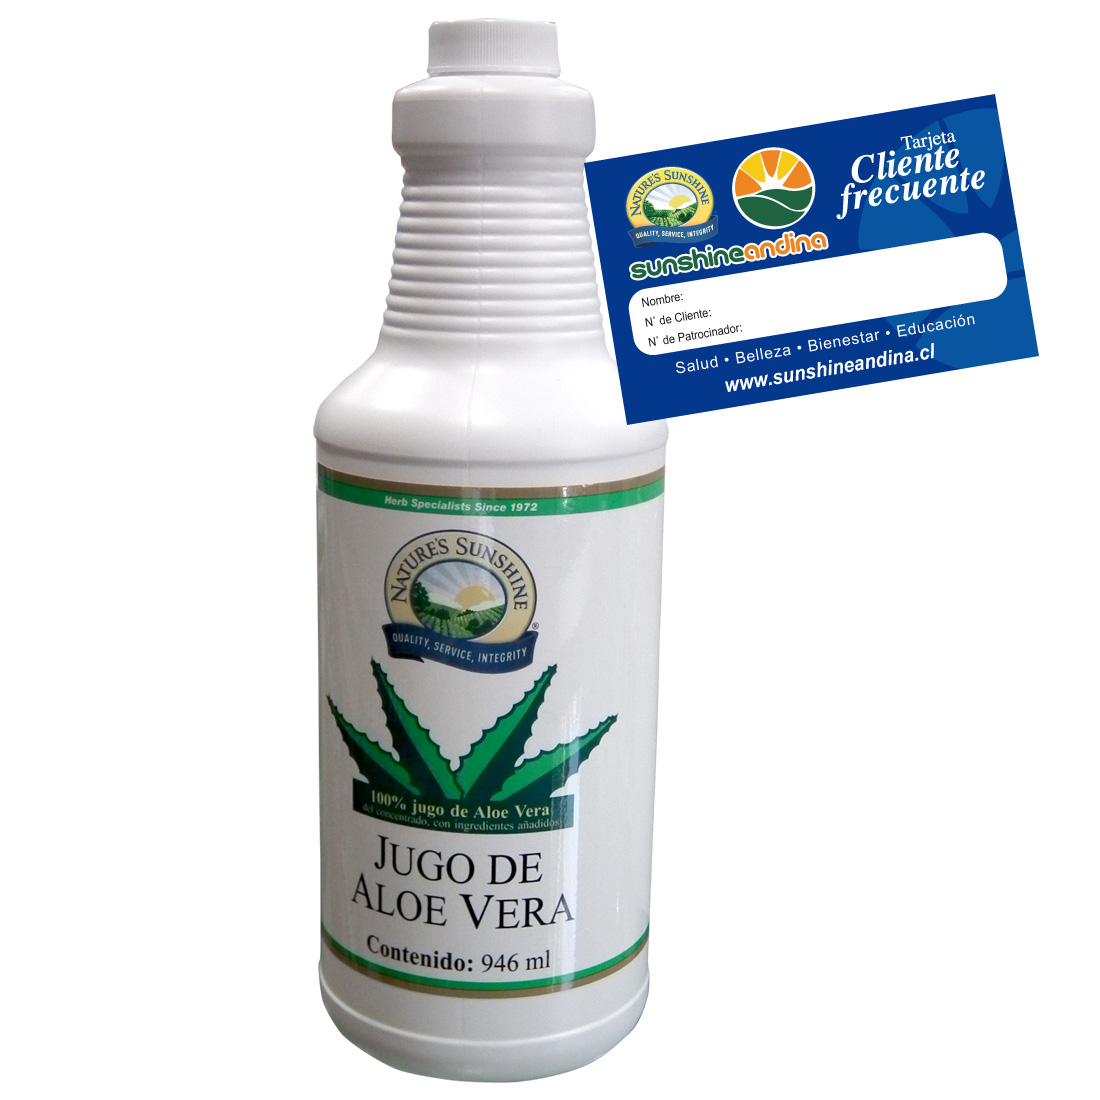 Tarjeta
Cliente
frecuente
NATURE'S SUNSHINE
QUALITY, SERVICE, INTEGRITY
sunshineandina
Nombre:
N° de Cliente:
N° de Patrocinador:
Salud • Belleza • Bienestar • Educación
www.sunshineandina.cl
Herb Specialists Since 1972
NATURE'S SUNSHINE
®
QUALITY, SERVICE, INTEGRITY
100% jugo de Aloe Vera
del concentrado, con ingredientes añadidos
JUGO DE
ALOE VERA
Contenido: 946 ml